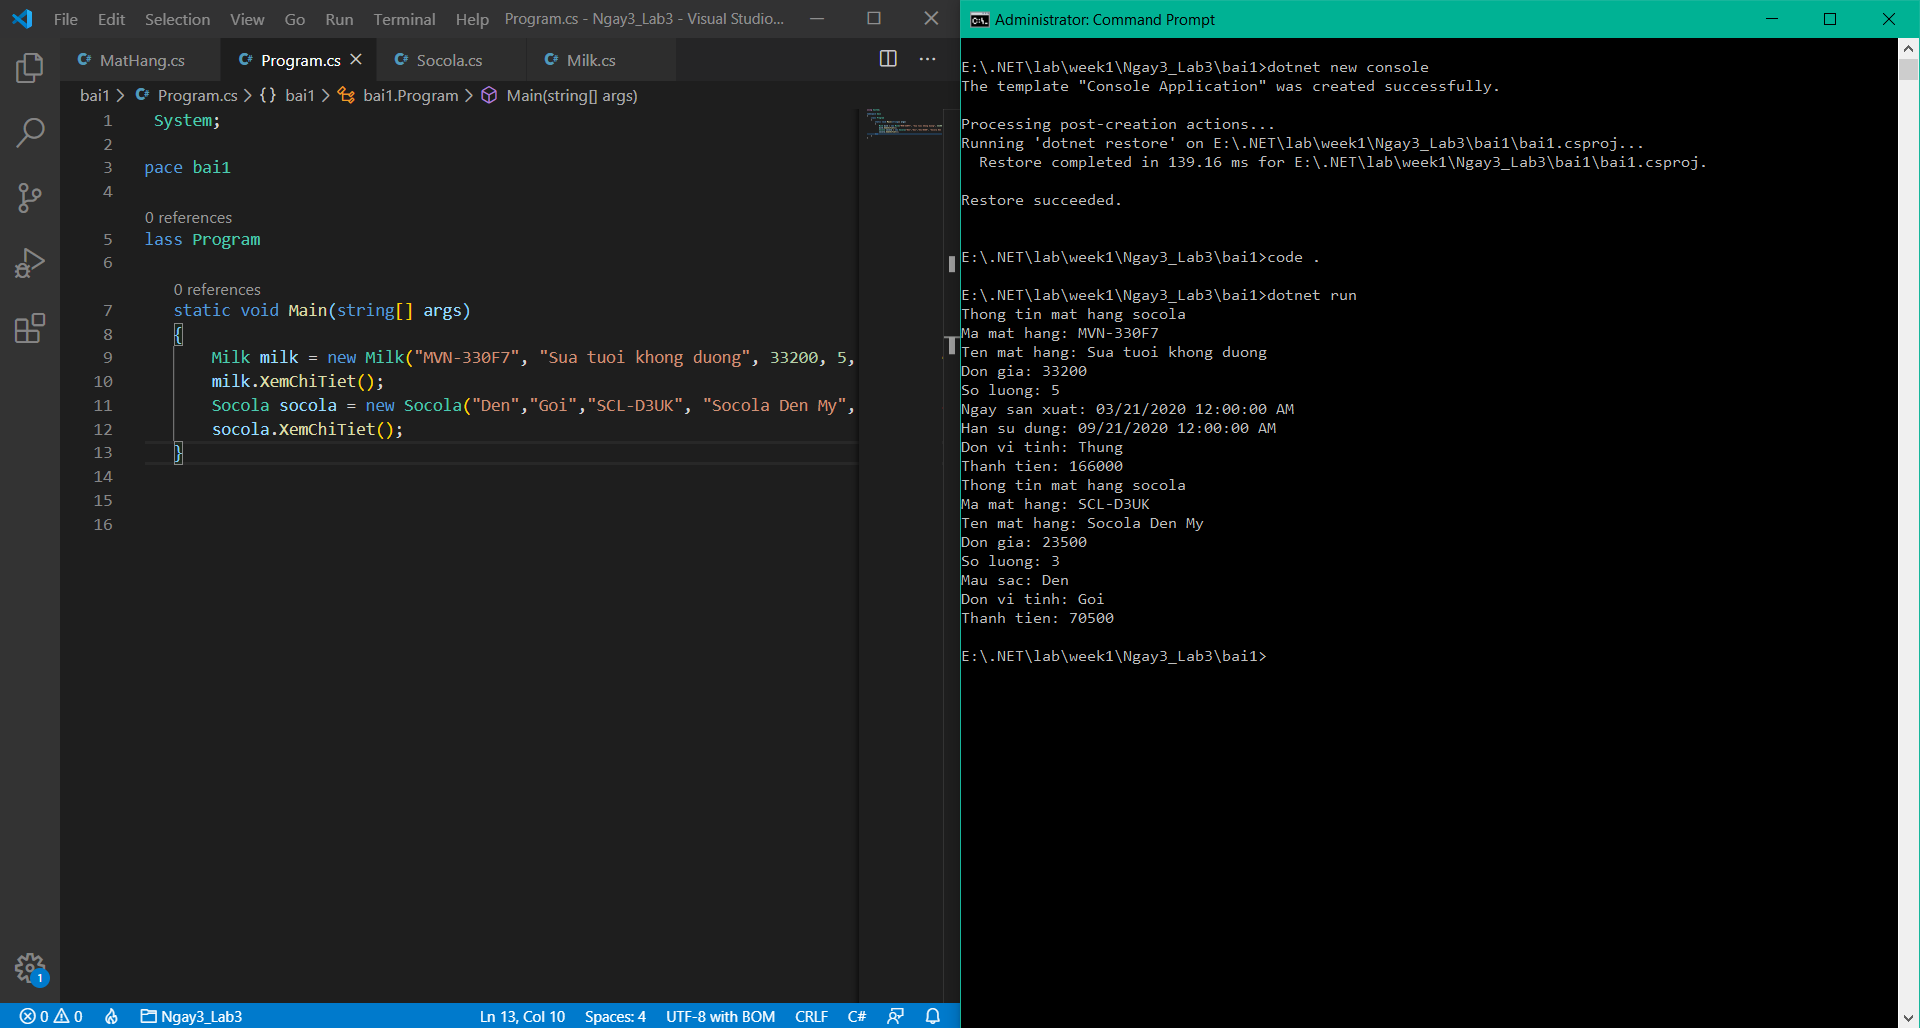 File Edit Selection View Go Run Terminal Help Program.cs - Ngay3_Lab3 - Visual Studio...
MatHang.cs Program.cs Socola.cs Milk.cs
bai1 > Program.cs > {} bai1 > bai1.Program > Main(string[] args)
1 System;
2
3 pace bai1
4
0 references
5 lass Program
6
0 references
7 static void Main(string[] args)
8 {
9 Milk milk = new Milk("MVN-330F7", "Sua tuoi khong duong", 33200, 5,
10 milk.XemChiTiet();
11 Socola socola = new Socola("Den","Goi","SCL-D3UK", "Socola Den My",
12 socola.XemChiTiet();
13 }
14
15
16
1
0 0 Ngay3_Lab3 Ln 13, Col 10 Spaces: 4 UTF-8 with BOM CRLF C#
C:\. Administrator: Command Prompt
E:\.NET\lab\week1\Ngay3_Lab3\bai1>dotnet new console
The template "Console Application" was created successfully.
Processing post-creation actions...
Running 'dotnet restore' on E:\.NET\lab\week1\Ngay3_Lab3\bai1\bai1.csproj...
Restore completed in 139.16 ms for E:\.NET\lab\week1\Ngay3_Lab3\bai1\bai1.csproj.
Restore succeeded.
E:\.NET\lab\week1\Ngay3_Lab3\bai1>code .
E:\.NET\lab\week1\Ngay3_Lab3\bai1>dotnet run
Thong tin mat hang socola
Ma mat hang: MVN-330F7
Ten mat hang: Sua tuoi khong duong
Don gia: 33200
So luong: 5
Ngay san xuat: 03/21/2020 12:00:00 AM
Han su dung: 09/21/2020 12:00:00 AM
Don vi tinh: Thung
Thanh tien: 166000
Thong tin mat hang socola
Ma mat hang: SCL-D3UK
Ten mat hang: Socola Den My
Don gia: 23500
So luong: 3
Mau sac: Den
Don vi tinh: Goi
Thanh tien: 70500
E:\.NET\lab\week1\Ngay3_Lab3\bai1>